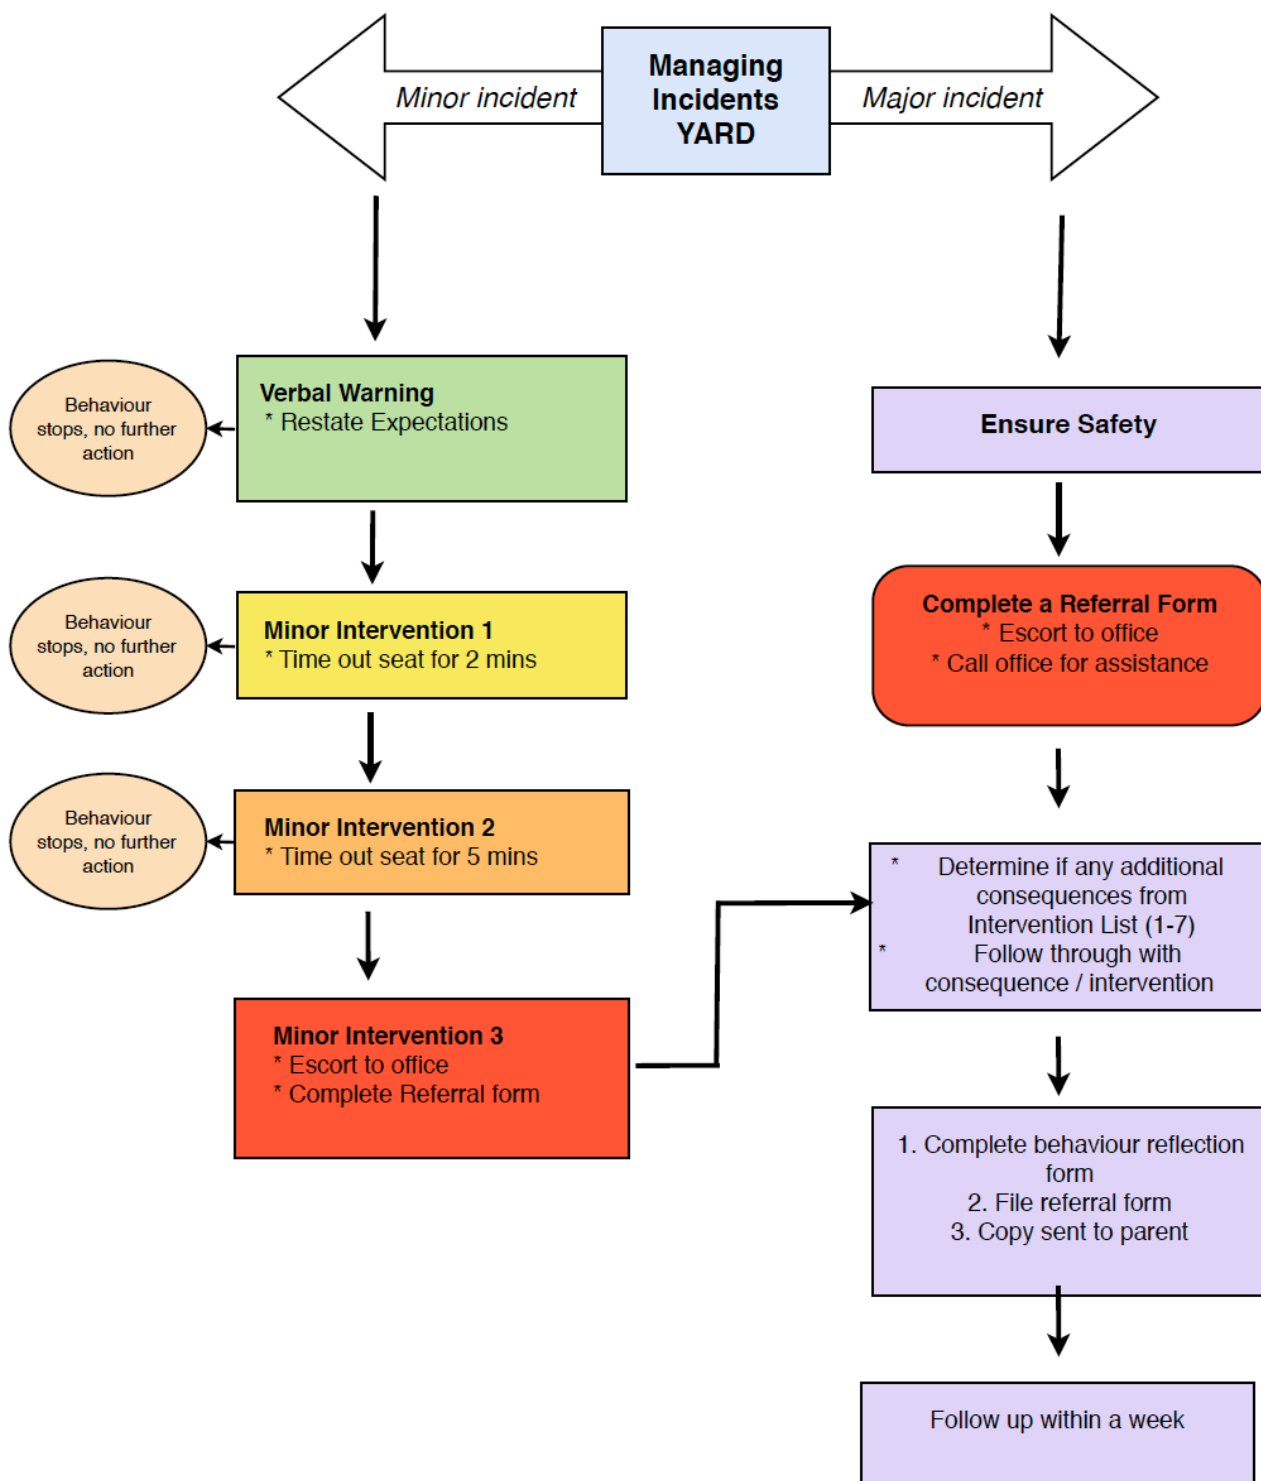 Managing
Incidents
YARD
Minor incident
Major incident
Verbal Warning
* Restate Expectations
Behaviour
stops, no further
action
Minor Intervention 1
* Time out seat for 2 mins
Behaviour
stops, no further
action
Minor Intervention 2
* Time out seat for 5 mins
Behaviour
stops, no further
action
Minor Intervention 3
* Escort to office
* Complete Referral form
Ensure Safety
Complete a Referral Form
* Escort to office
* Call office for assistance
* Determine if any additional
consequences from
Intervention List (1-7)
* Follow through with
consequence / intervention
1. Complete behaviour reflection
form
2. File referral form
3. Copy sent to parent
Follow up within a week